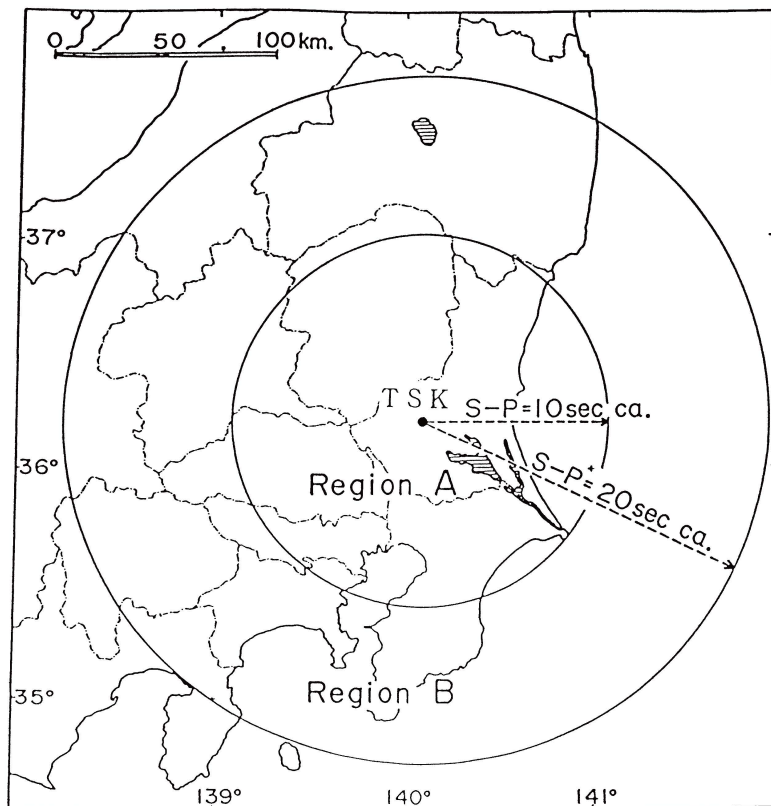 0 50 100km.
37°
TSK
S-P=10sec ca.
36°
Region A
S-P=20sec ca.
35°
Region B
139° 140° 141°